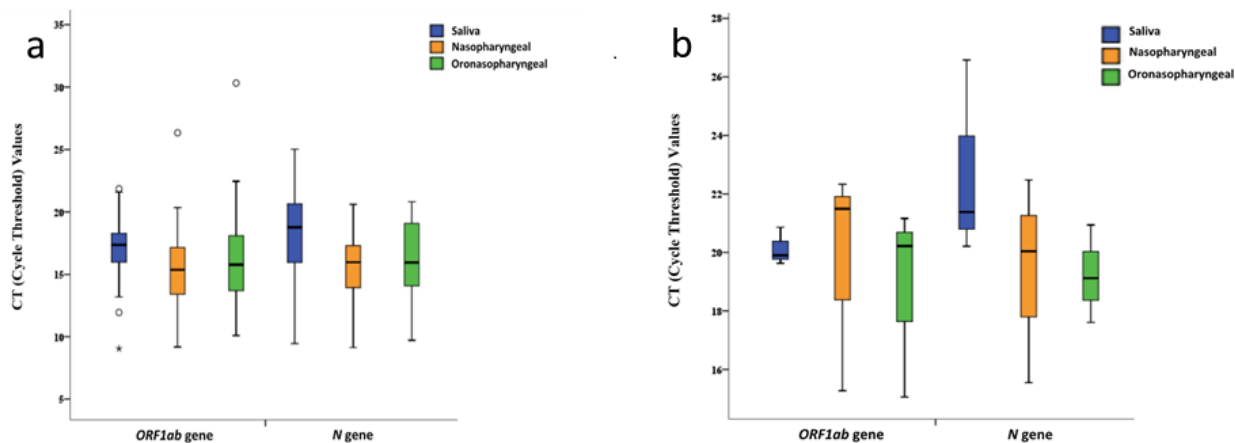 a
Saliva
Nasopharyngeal
Oronasopharyngeal
CT (Cycle Threshold) Values
35
30
25
20
15
10
5
ORF1ab gene
N gene
b
Saliva
Nasopharyngeal
Oronasopharyngeal
CT (Cycle Threshold) Values
28
26
24
22
20
18
16
ORF1ab gene
N gene